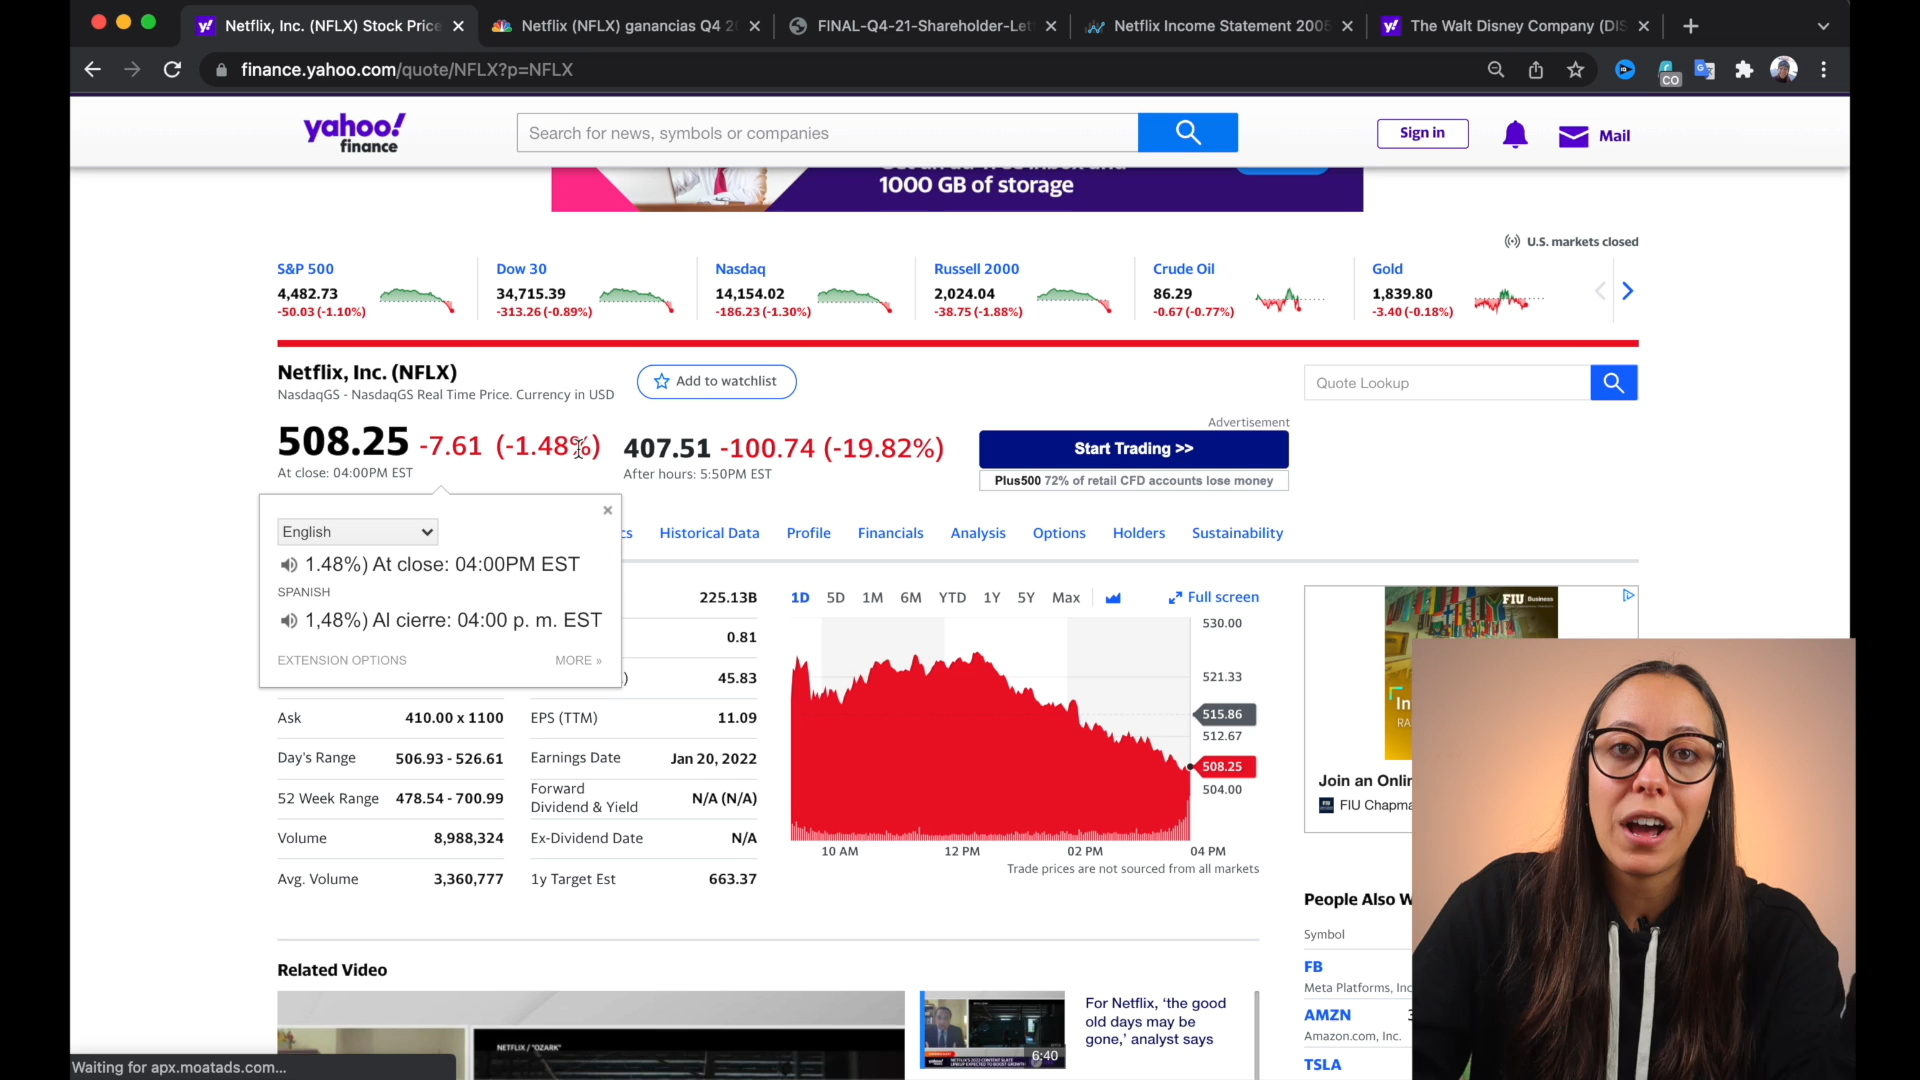 Netflix, Inc. (NFLX) Stock Price
Netflix (NFLX) ganancias Q4 20
FINAL-Q4-21-Shareholder-Let
Netflix Income Statement 2005
The Walt Disney Company (DIS
finance.yahoo.com/quote/NFLX?p=NFLX
CO
yahoo!
finance
Search for news, symbols or companies
Sign in
Mail
1000 GB of storage
U.S. markets closed
S&P 500
4,482.73
-50.03 (-1.10%)
Dow 30
34,715.39
-313.26 (-0.89%)
Nasdaq
14,154.02
-186.23 (-1.30%)
Russell 2000
2,024.04
-38.75 (-1.88%)
Crude Oil
86.29
-0.67 (-0.77%)
Gold
1,839.80
-3.40 (-0.18%)
Netflix, Inc. (NFLX)
NasdaqGS - NasdaqGS Real Time Price. Currency in USD
Add to watchlist
Quote Lookup
508.25 -7.61 (-1.48%)
At close: 04:00PM EST
407.51 -100.74 (-19.82%)
After hours: 5:50PM EST
Advertisement
Start Trading >>
Plus500 72% of retail CFD accounts lose money
English
1.48%) At close: 04:00PM EST
SPANISH
1,48%) Al cierre: 04:00 p. m. EST
EXTENSION OPTIONS
MORE »
cs
Historical Data
Profile
Financials
Analysis
Options
Holders
Sustainability
225.13B
0.81
)
45.83
Ask 410.00 x 1100
EPS (TTM) 11.09
Day's Range 506.93 - 526.61
Earnings Date Jan 20, 2022
52 Week Range 478.54 - 700.99
Forward
Dividend & Yield N/A (N/A)
Volume 8,988,324
Ex-Dividend Date N/A
Avg. Volume 3,360,777
1y Target Est 663.37
1D 5D 1M 6M YTD 1Y 5Y Max
Full screen
530.00
521.33
515.86
512.67
508.25
504.00
10 AM 12 PM 02 PM 04 PM
Trade prices are not sourced from all markets
FIU Business
In
RA
Join an Onlin
FIU Chapma
People Also W
Symbol
FB
Meta Platforms, Inc
AMZN
Amazon.com, Inc.
TSLA
Related Video
NETFLIX / "OZARK"
For Netflix, 'the good
old days may be
gone,' analyst says
6:40
Waiting for apx.moatads.com...